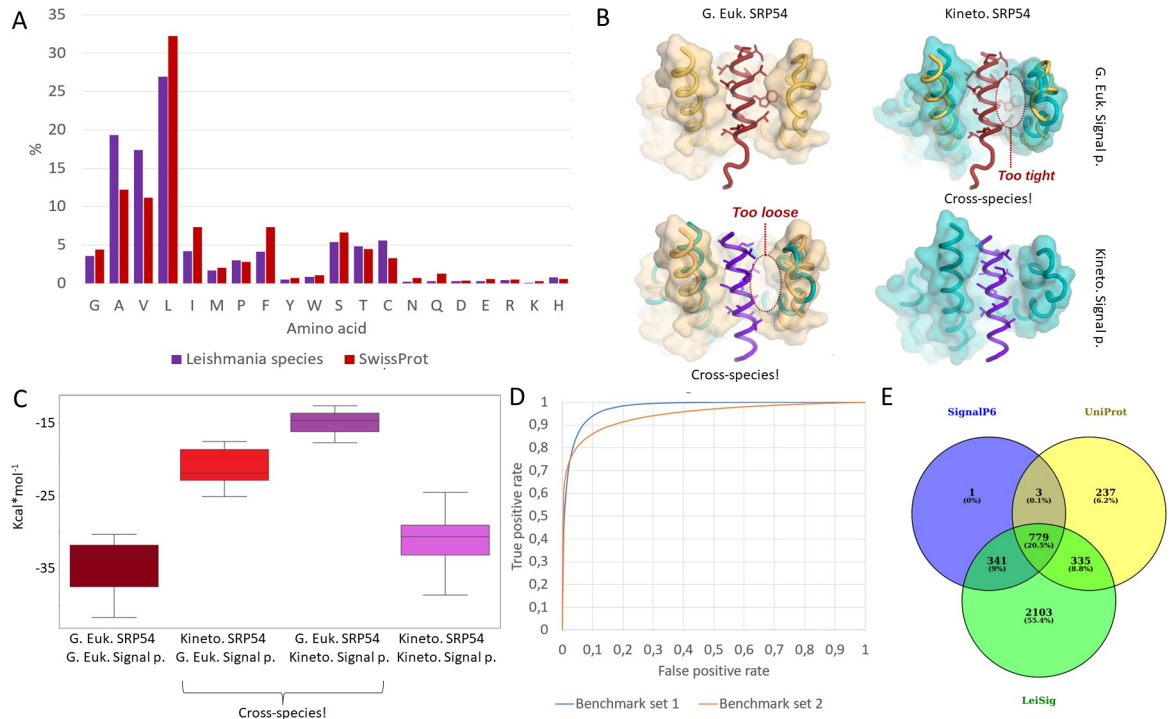 A
35
30
25
20
15
10
5
0
%
G A V L I M P F Y W S T C N Q D E R K H
Amino acid
Leishmania species SwissProt
B
G. Euk. SRP54 Kineto. SRP54
G. Euk. Signal p.
Too tight
Cross-species!
Too loose
Kineto. Signal p.
Cross-species!
C
-15
-25
-35
Kcal*mol-1
G. Euk. SRP54 Kineto. SRP54 G. Euk. SRP54 Kineto. SRP54
G. Euk. Signal p. G. Euk. Signal p. Kineto. Signal p. Kineto. Signal p.
Cross-species!
D
1
0,9
0,8
0,7
0,6
0,5
0,4
0,3
0,2
0,1
0
True positive rate
0 0,1 0,2 0,3 0,4 0,5 0,6 0,7 0,8 0,9 1
False positive rate
Benchmark set 1 Benchmark set 2
E
SignalP6 UniProt
1
(0%)
3
(0.1%)
237
(6.2%)
779
(20.5%)
341
(9%)
335
(8.8%)
2103
(55.4%)
LeiSig